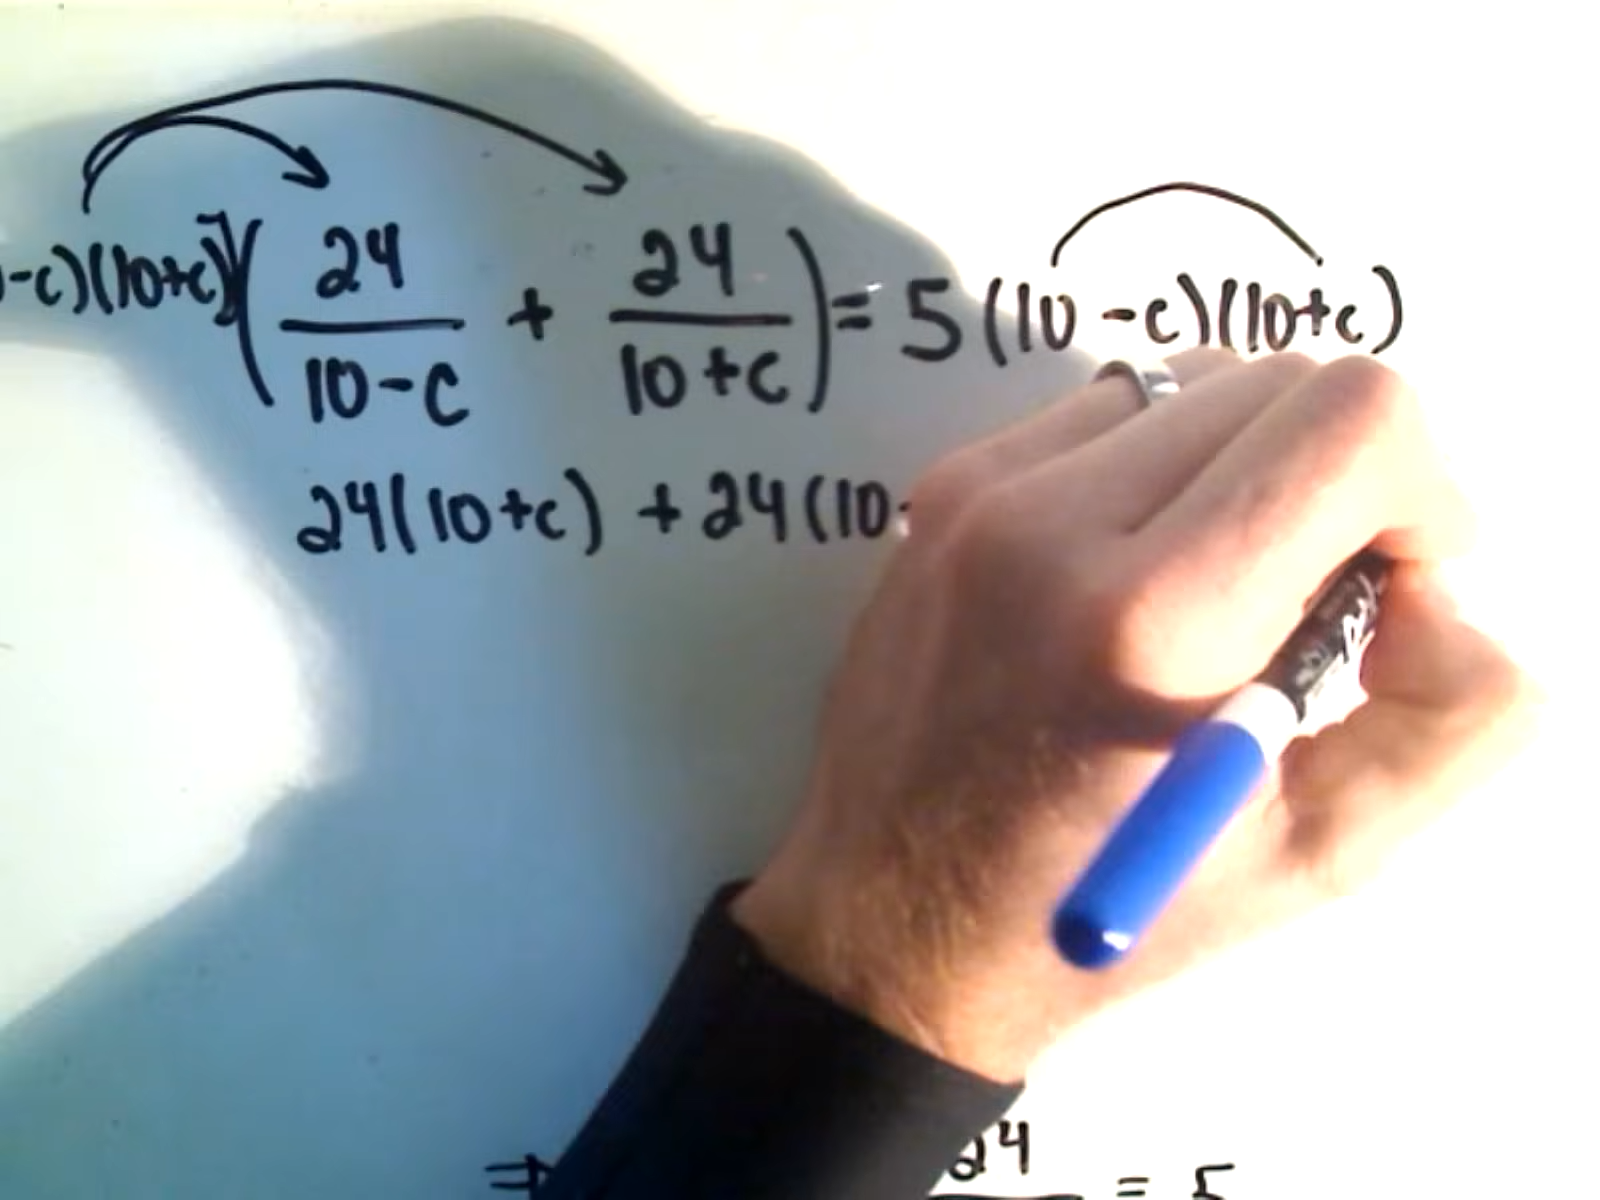 -c)(10+c)](24/(10-c) + 24/(10+c)) = 5(10-c)(10+c)
24(10+c) + 24(10-
⇒ 24 = 5